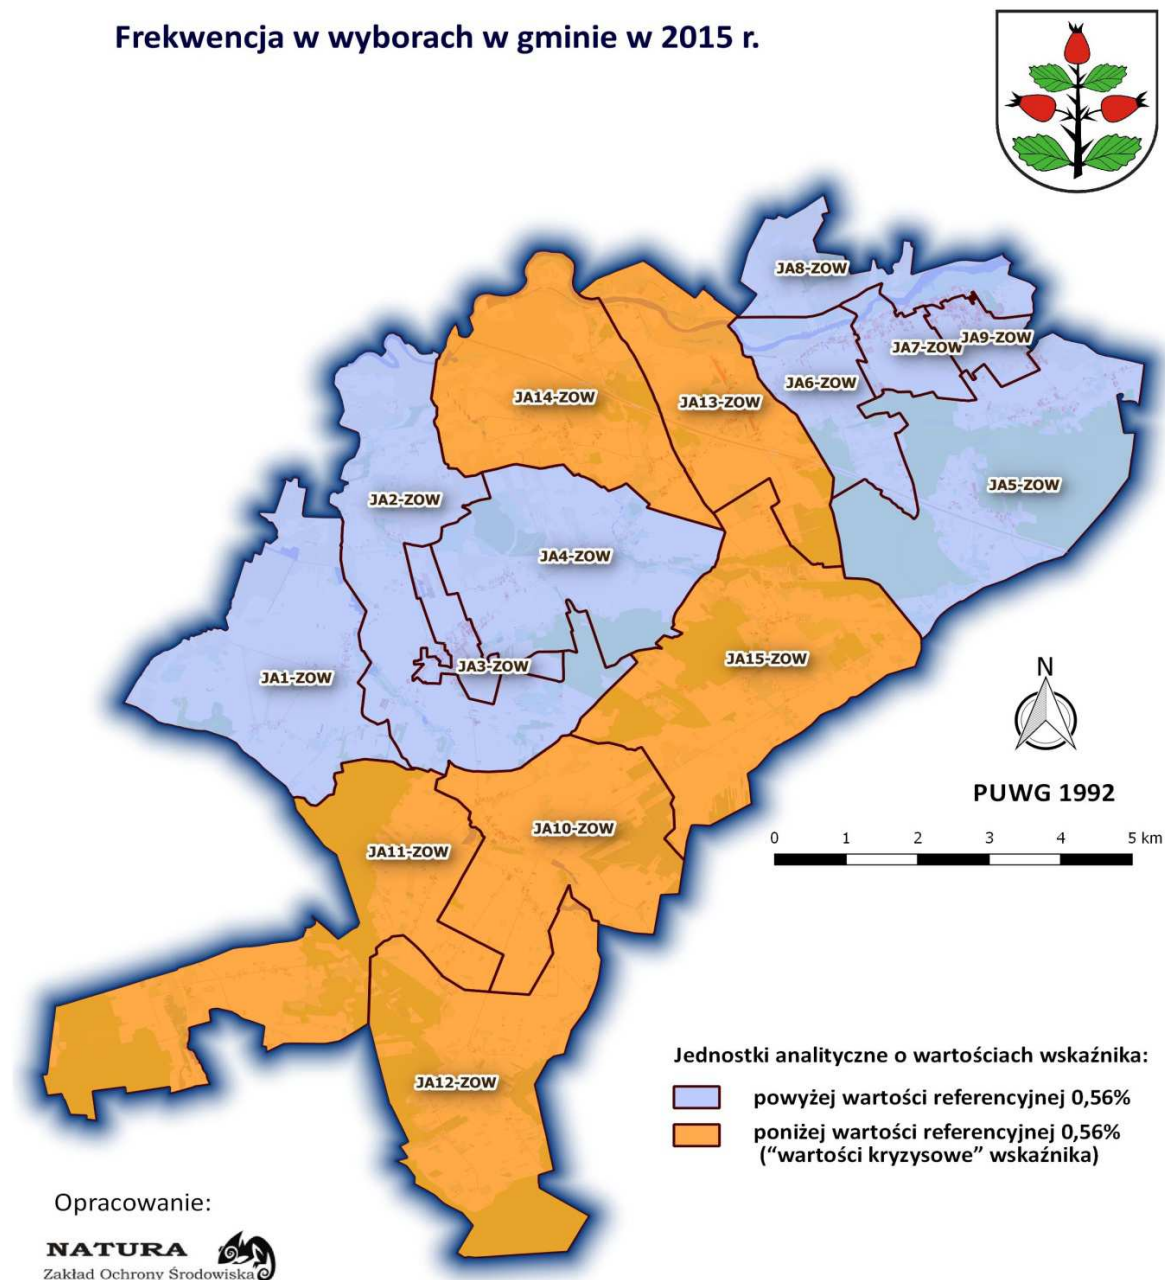 Frekwencja w wyborach w gminie w 2015 r.
JA8-ZOW
JA7-ZOW
JA9-ZOW
JA6-ZOW
JA14-ZOW
JA13-ZOW
JA5-ZOW
JA2-ZOW
JA4-ZOW
JA3-ZOW
JA1-ZOW
JA15-ZOW
N
PUWG 1992
0 1 2 3 4 5 km
JA10-ZOW
JA11-ZOW
JA12-ZOW
Jednostki analityczne o wartościach wskaźnika:
powyżej wartości referencyjnej 0,56%
poniżej wartości referencyjnej 0,56%
("wartości kryzysowe" wskaźnika)
Opracowanie:
NATURA
Zakład Ochrony Środowiska